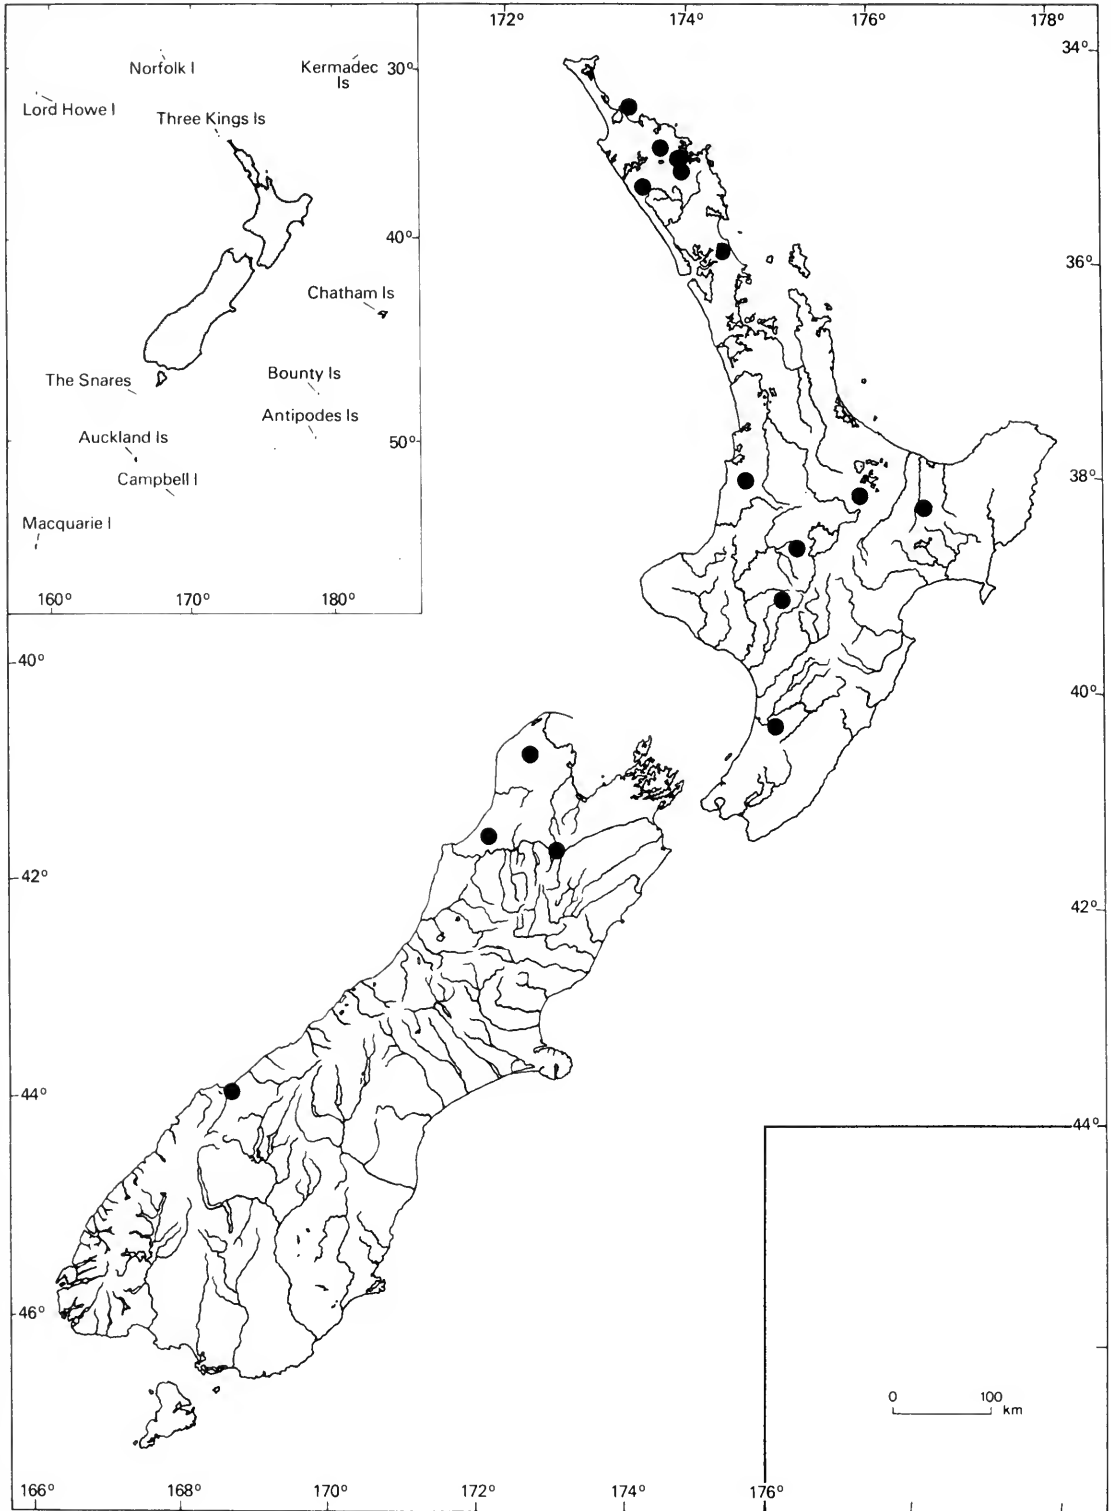 172°
174°
176°
178°
34°
Norfolk I
Kermadec
Is
30°
Lord Howe I
Three Kings Is
40°
36°
Chatham Is
The Snares
Bounty Is
Antipodes Is
Auckland Is
50°
Campbell I
38°
Macquarie I
160°
170°
180°
40°
40°
42°
42°
44°
44°
46°
0 100
km
166°
168°
170°
172°
174°
176°